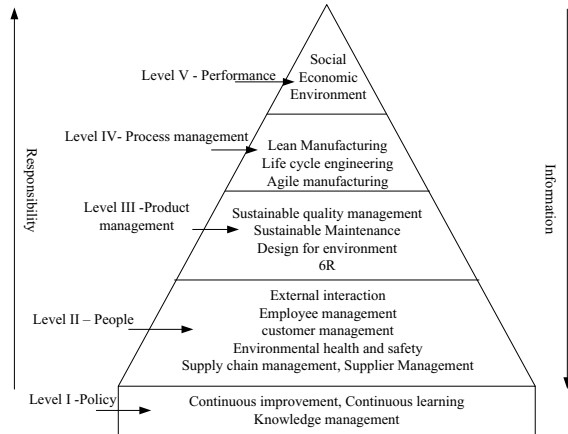 Social
Economic
Environment
Level V - Performance
Level IV- Process management
Lean Manufacturing
Life cycle engineering
Agile manufacturing
Level III -Product
management
Sustainable quality management
Sustainable Maintenance
Design for environment
6R
Level II – People
External interaction
Employee management
customer management
Environmental health and safety
Supply chain management, Supplier Management
Level I -Policy
Continuous improvement, Continuous learning
Knowledge management
Responsibility
Information